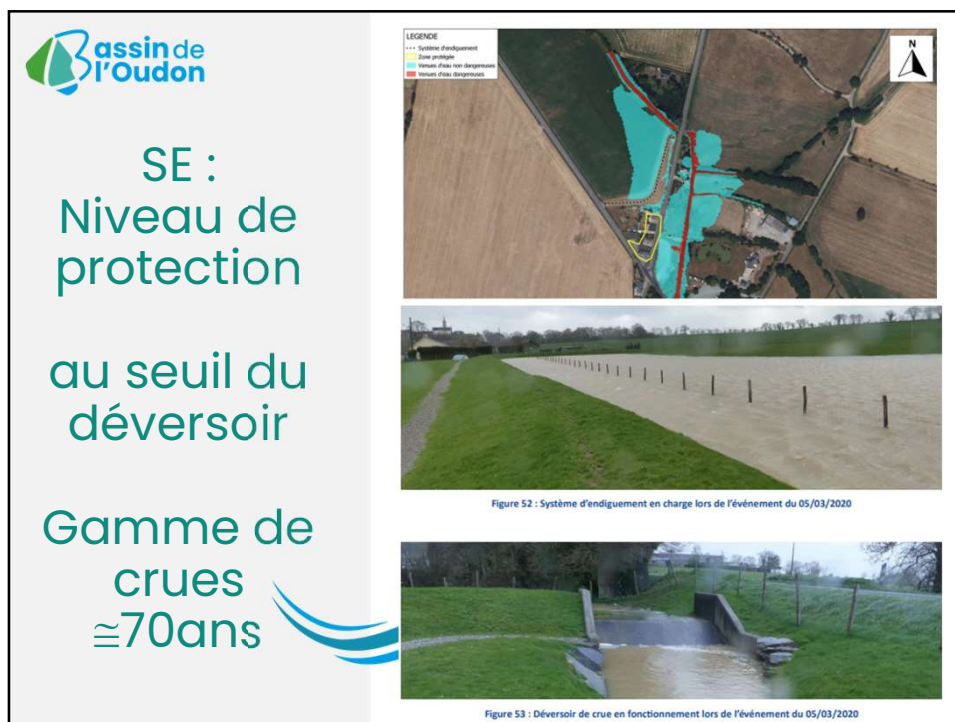 Bassin de
l'Oudon
SE :
Niveau de
protection
au seuil du
déversoir
Gamme de
crues
≅70ans
LEGENDE
Système d'endiguement
Zone protégée
Venues d'eau non dangereuses
Venues d'eau dangereuses
N
Figure 52 : Système d'endiguement en charge lors de l'événement du 05/03/2020
Figure 53 : Déversoir de crue en fonctionnement lors de l'événement du 05/03/2020